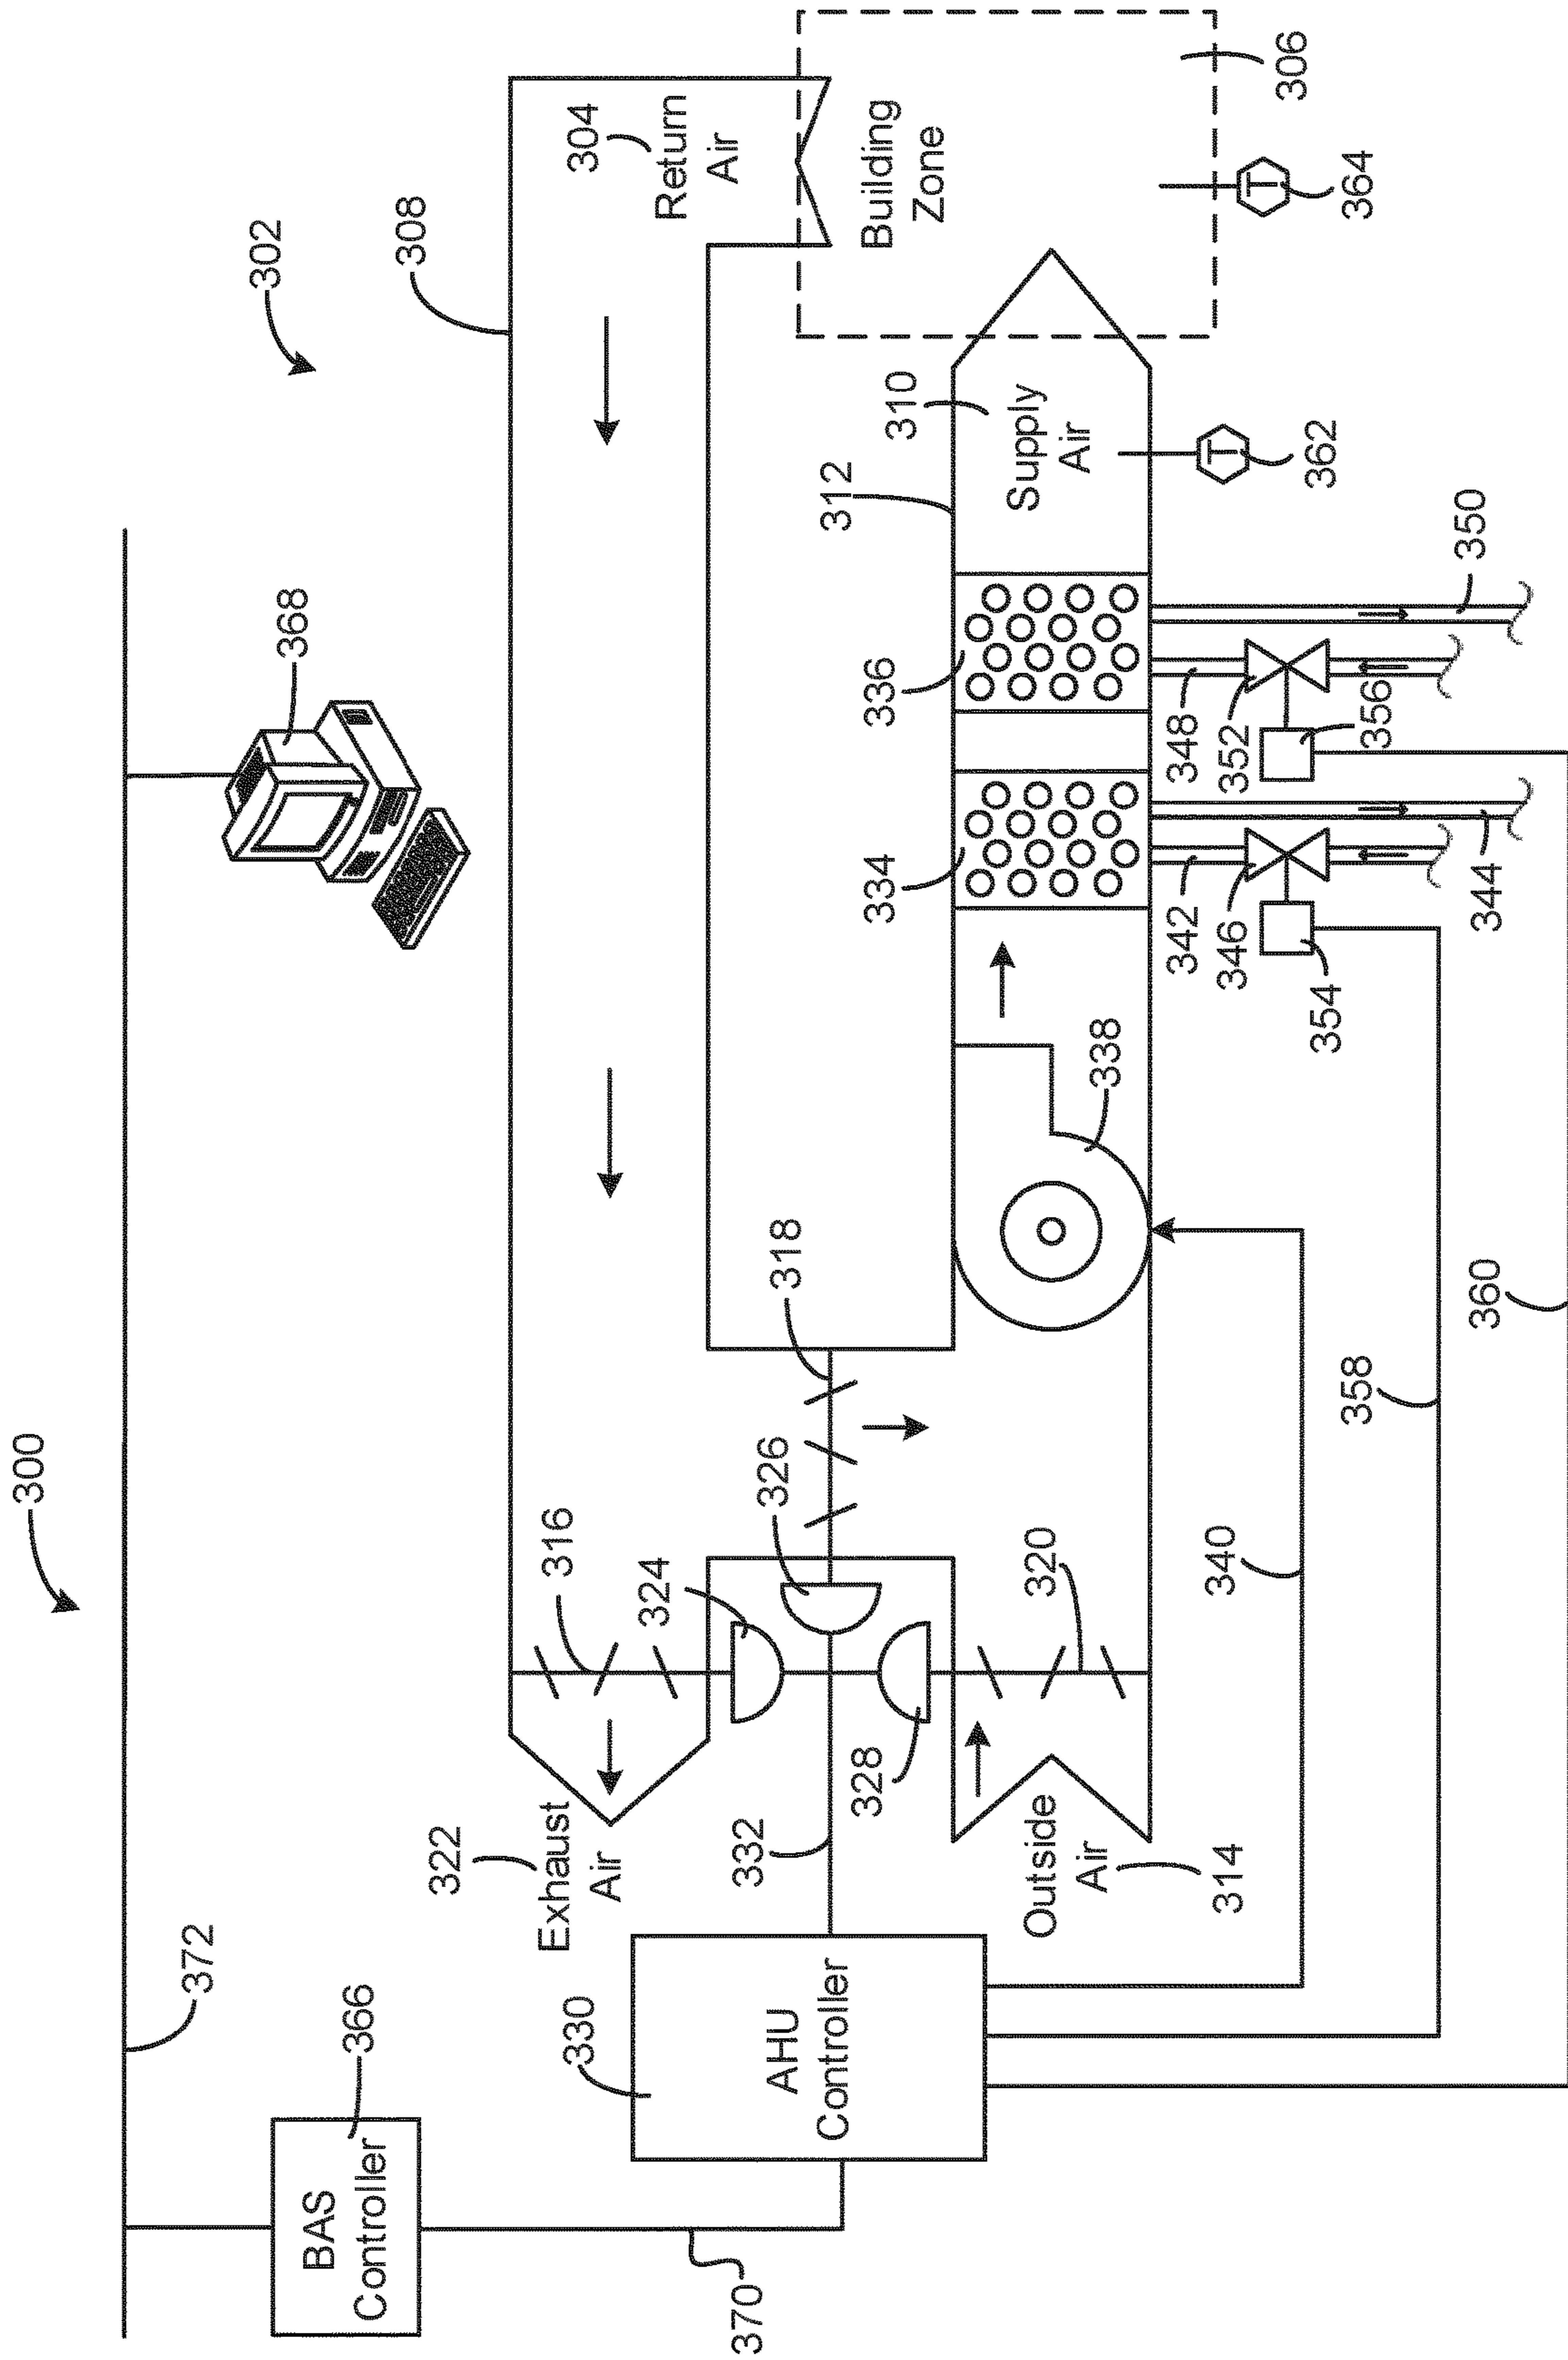 300
372
302
368
366
BAS
Controller
370
308
304
Return
Air
316
322
Exhaust
Air
324
318
326
330
AHU
Controller
332
328
Building
Zone
306
312
310
Supply
Air
334
336
338
320
Outside
Air
314
340
342
346
354
344
348
352
356
350
T
362
T
364
358
360